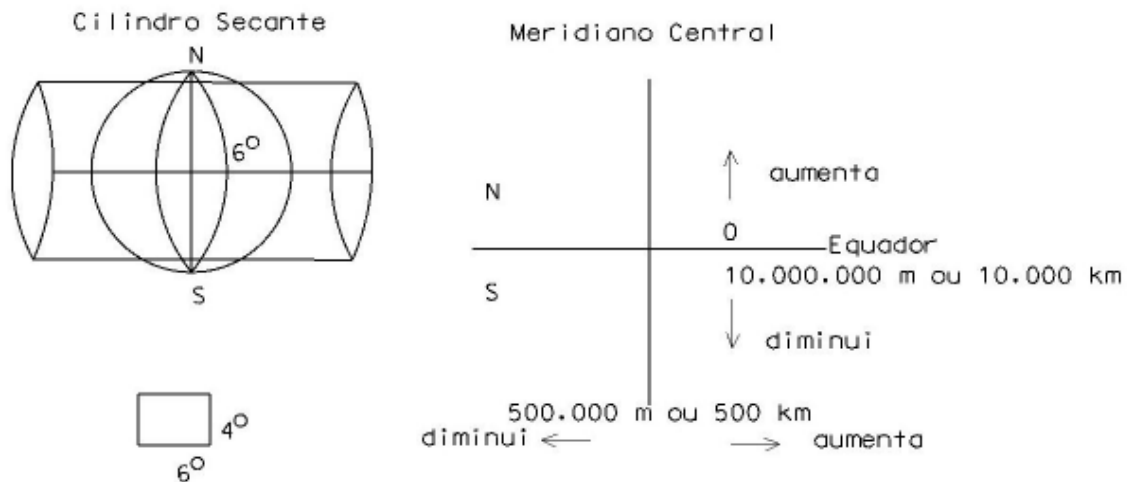 Cilindro Secante
N
6º
S
4º
6º
Meridiano Central
N
aumenta
0
Equador
S
10.000.000 m ou 10.000 km
diminui
500.000 m ou 500 km
diminui
aumenta